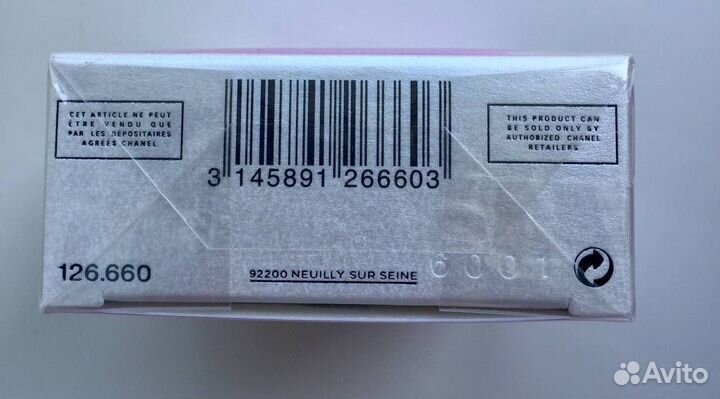 CET ARTICLE NE PEUT
ÊTRE VENDU QUE
PAR LES DÉPOSITAIRES
AGRÉÉS CHANEL
THIS PRODUCT CAN
BE SOLD ONLY BY
AUTHORIZED CHANEL
RETAILERS
3 145891 266603
126.660
92200 NEUILLY SUR SEINE
6001
Avito